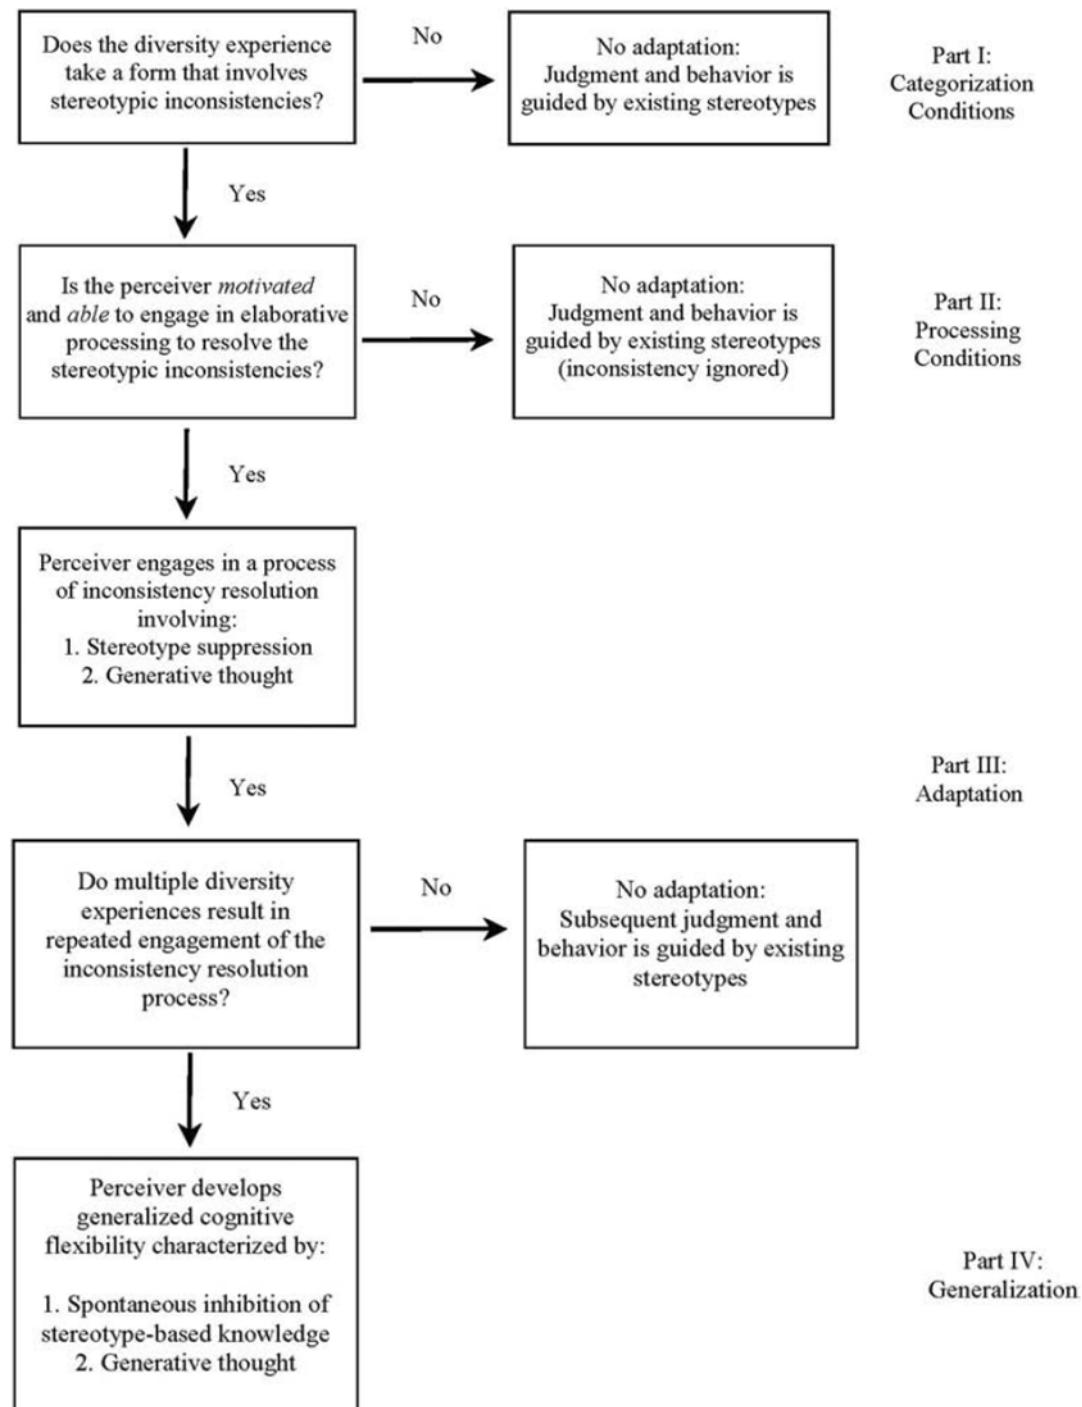 Does the diversity experience
take a form that involves
stereotypic inconsistencies?
No
No adaptation:
Judgment and behavior is
guided by existing stereotypes
Part I:
Categorization
Conditions
Yes
Is the perceiver motivated
and able to engage in elaborative
processing to resolve the
stereotypic inconsistencies?
No
No adaptation:
Judgment and behavior is
guided by existing stereotypes
(inconsistency ignored)
Part II:
Processing
Conditions
Yes
Perceiver engages in a process
of inconsistency resolution
involving:
1. Stereotype suppression
2. Generative thought
Yes
Part III:
Adaptation
Do multiple diversity
experiences result in
repeated engagement of the
inconsistency resolution
process?
No
No adaptation:
Subsequent judgment and
behavior is guided by existing
stereotypes
Yes
Perceiver develops
generalized cognitive
flexibility characterized by:
1. Spontaneous inhibition of
stereotype-based knowledge
2. Generative thought
Part IV:
Generalization